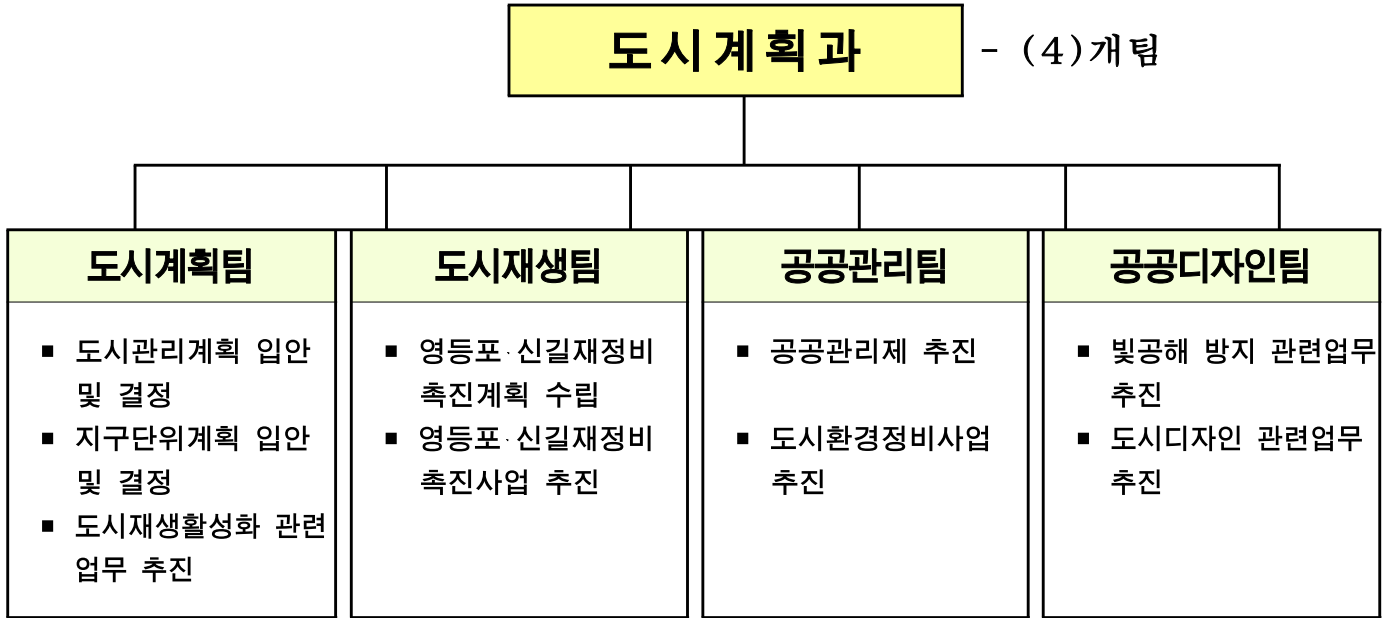 도시계획과 - (4)개팀
도시계획팀
■ 도시관리계획 입안
및 결정
■ 지구단위계획 입안
및 결정
■ 도시재생활성화 관련
업무 추진
도시재생팀
■ 영등포·신길재정비
촉진계획 수립
■ 영등포·신길재정비
촉진사업 추진
공공관리팀
■ 공공관리제 추진
■ 도시환경정비사업
추진
공공디자인팀
■ 빛공해 방지 관련업무
추진
■ 도시디자인 관련업무
추진